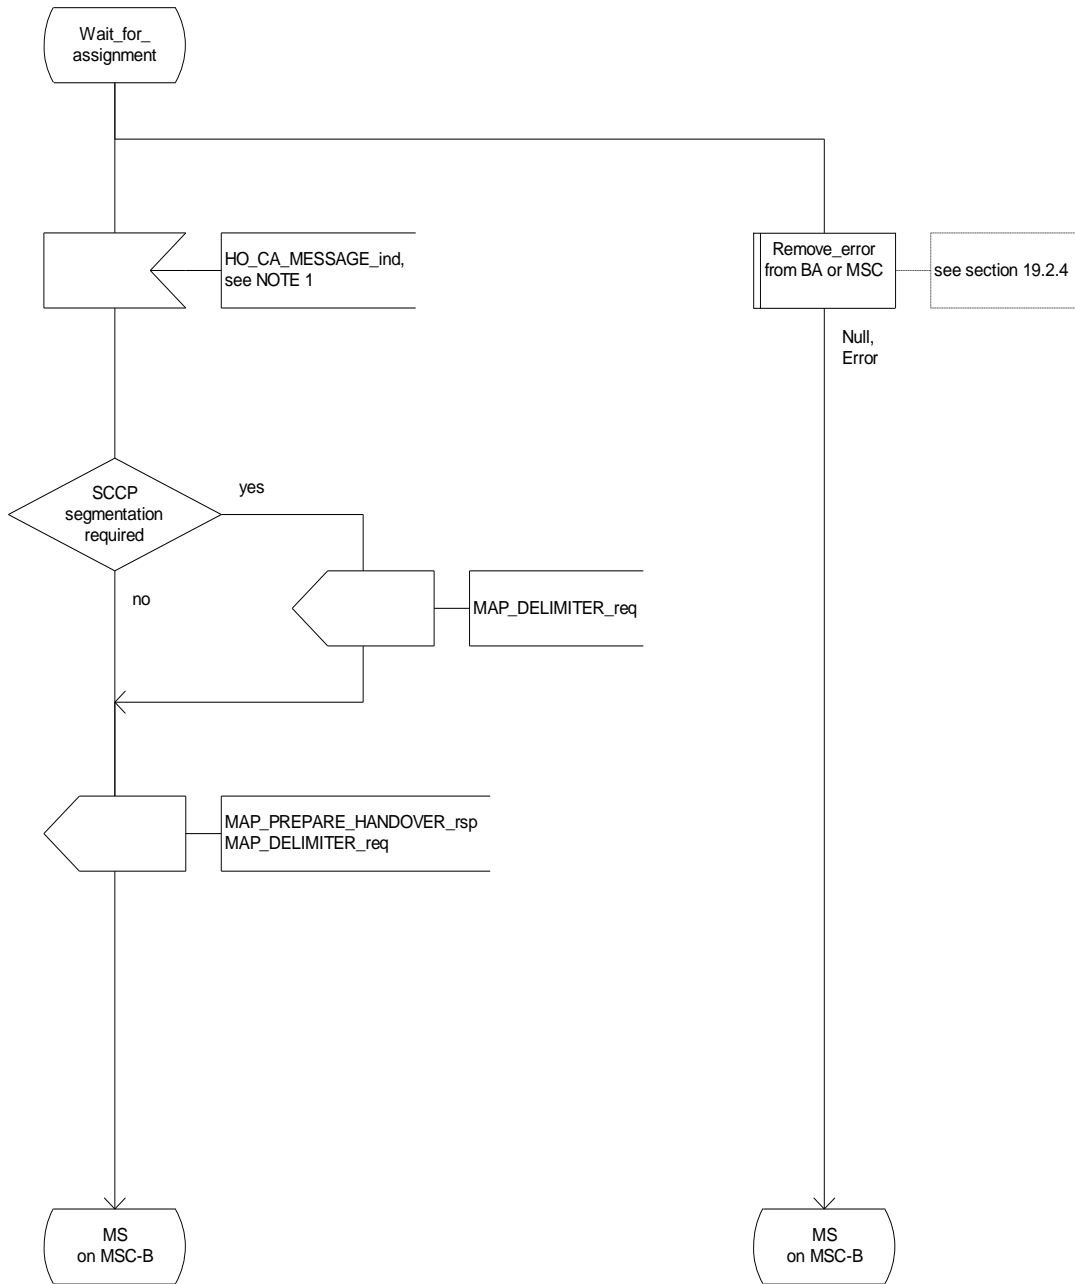 Wait_for_
assignment
HO_CA_MESSAGE_ind,
see NOTE 1
Remove_error
from BA or MSC
see section 19.2.4
Null,
Error
SCCP
segmentation
required
yes
no
MAP_DELIMITER_req
MAP_PREPARE_HANDOVER_rsp
MAP_DELIMITER_req
MS
on MSC-B
MS
on MSC-B